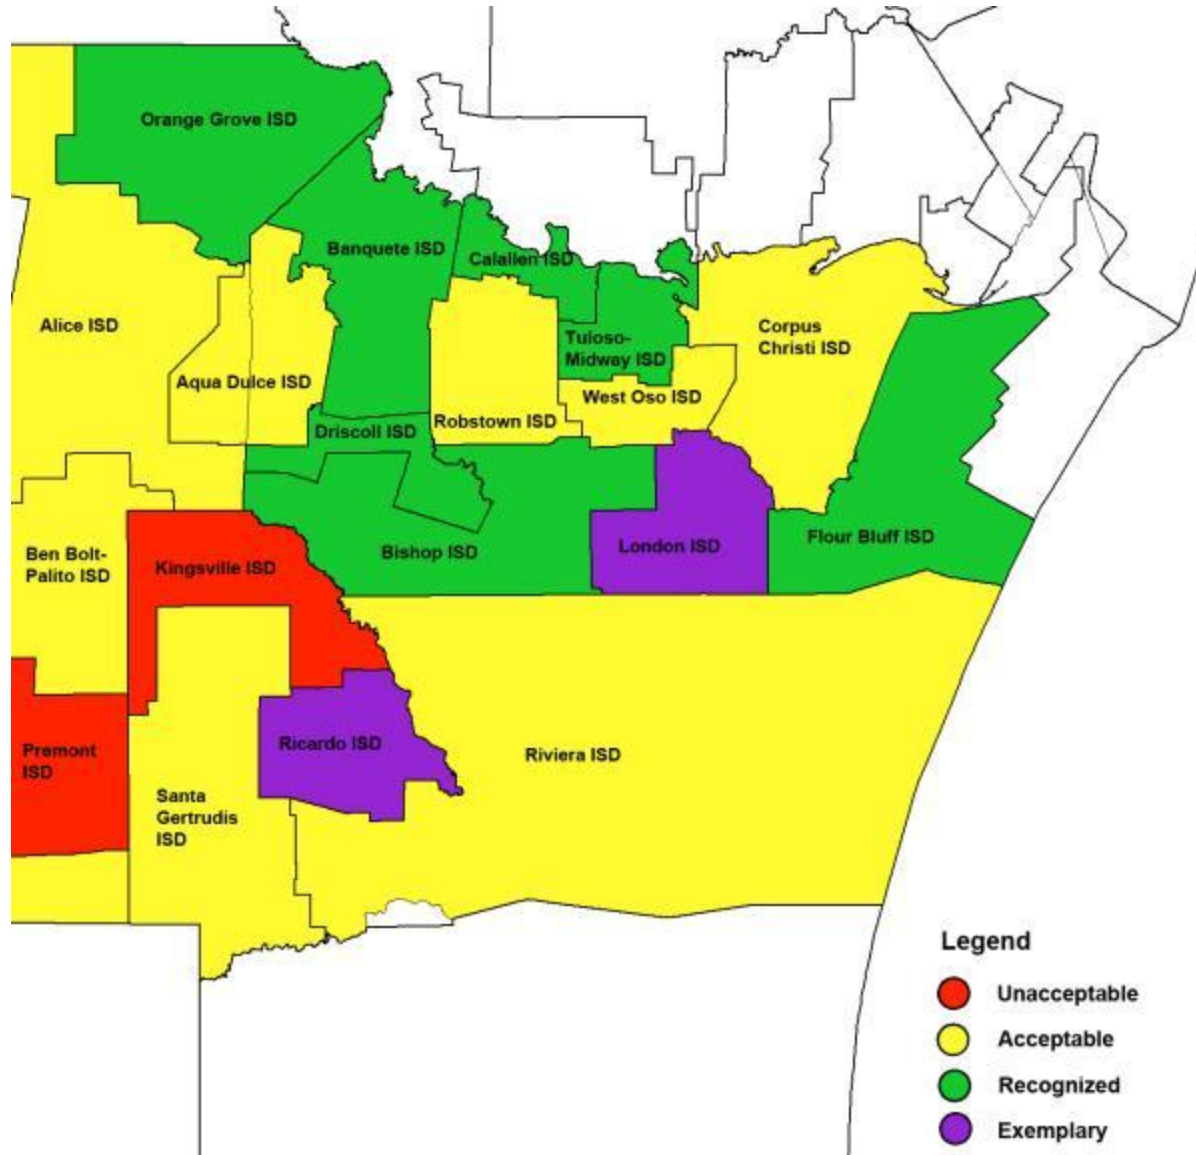 Orange Grove ISD
Banquete ISD
Calallen ISD
Alice ISD
Corpus
Christi ISD
Tuloso-
Midway ISD
Aqua Dulce ISD
West Oso ISD
Robstown ISD
Driscoll ISD
Ben Bolt-
Palito ISD
Kingsville ISD
Bishop ISD
London ISD
Flour Bluff ISD
Premont
ISD
Ricardo ISD
Riviera ISD
Santa
Gertrudis
ISD
Legend
Unacceptable
Acceptable
Recognized
Exemplary